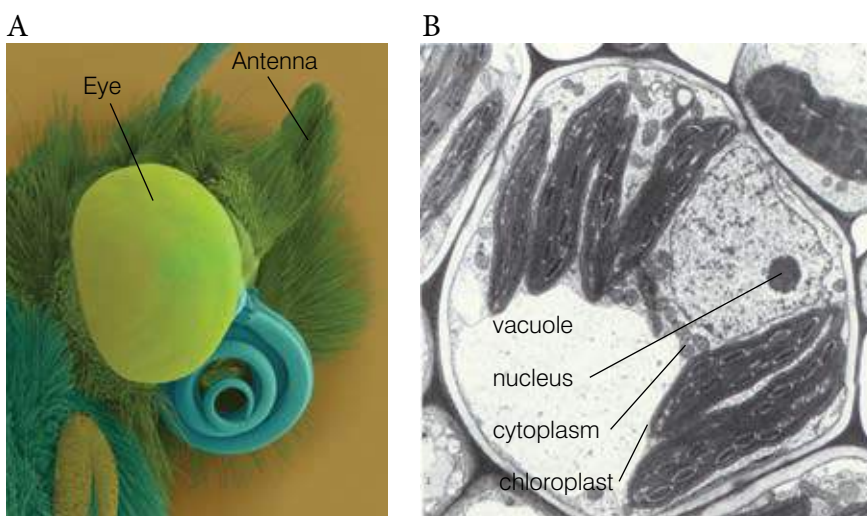 A
B
Antenna
Eye
vacuole
nucleus
cytoplasm
chloroplast